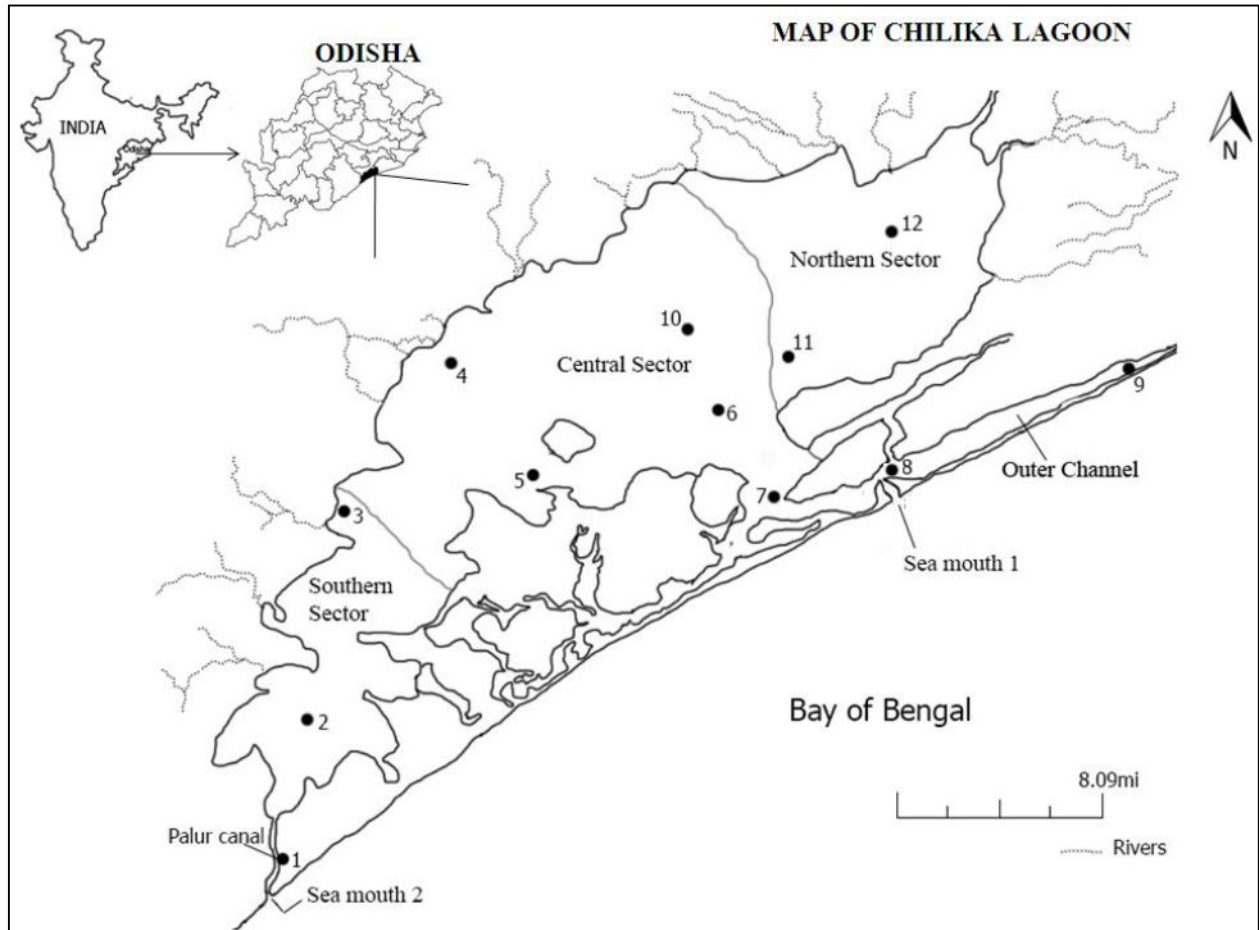 MAP OF CHILIKA LAGOON
ODISHA
INDIA
Odisha
N
12
Northern Sector
10
11
Central Sector
4
9
6
5
8
Outer Channel
7
3
Sea mouth 1
Southern
Sector
2
Bay of Bengal
8.09mi
Palur canal
1
Rivers
Sea mouth 2